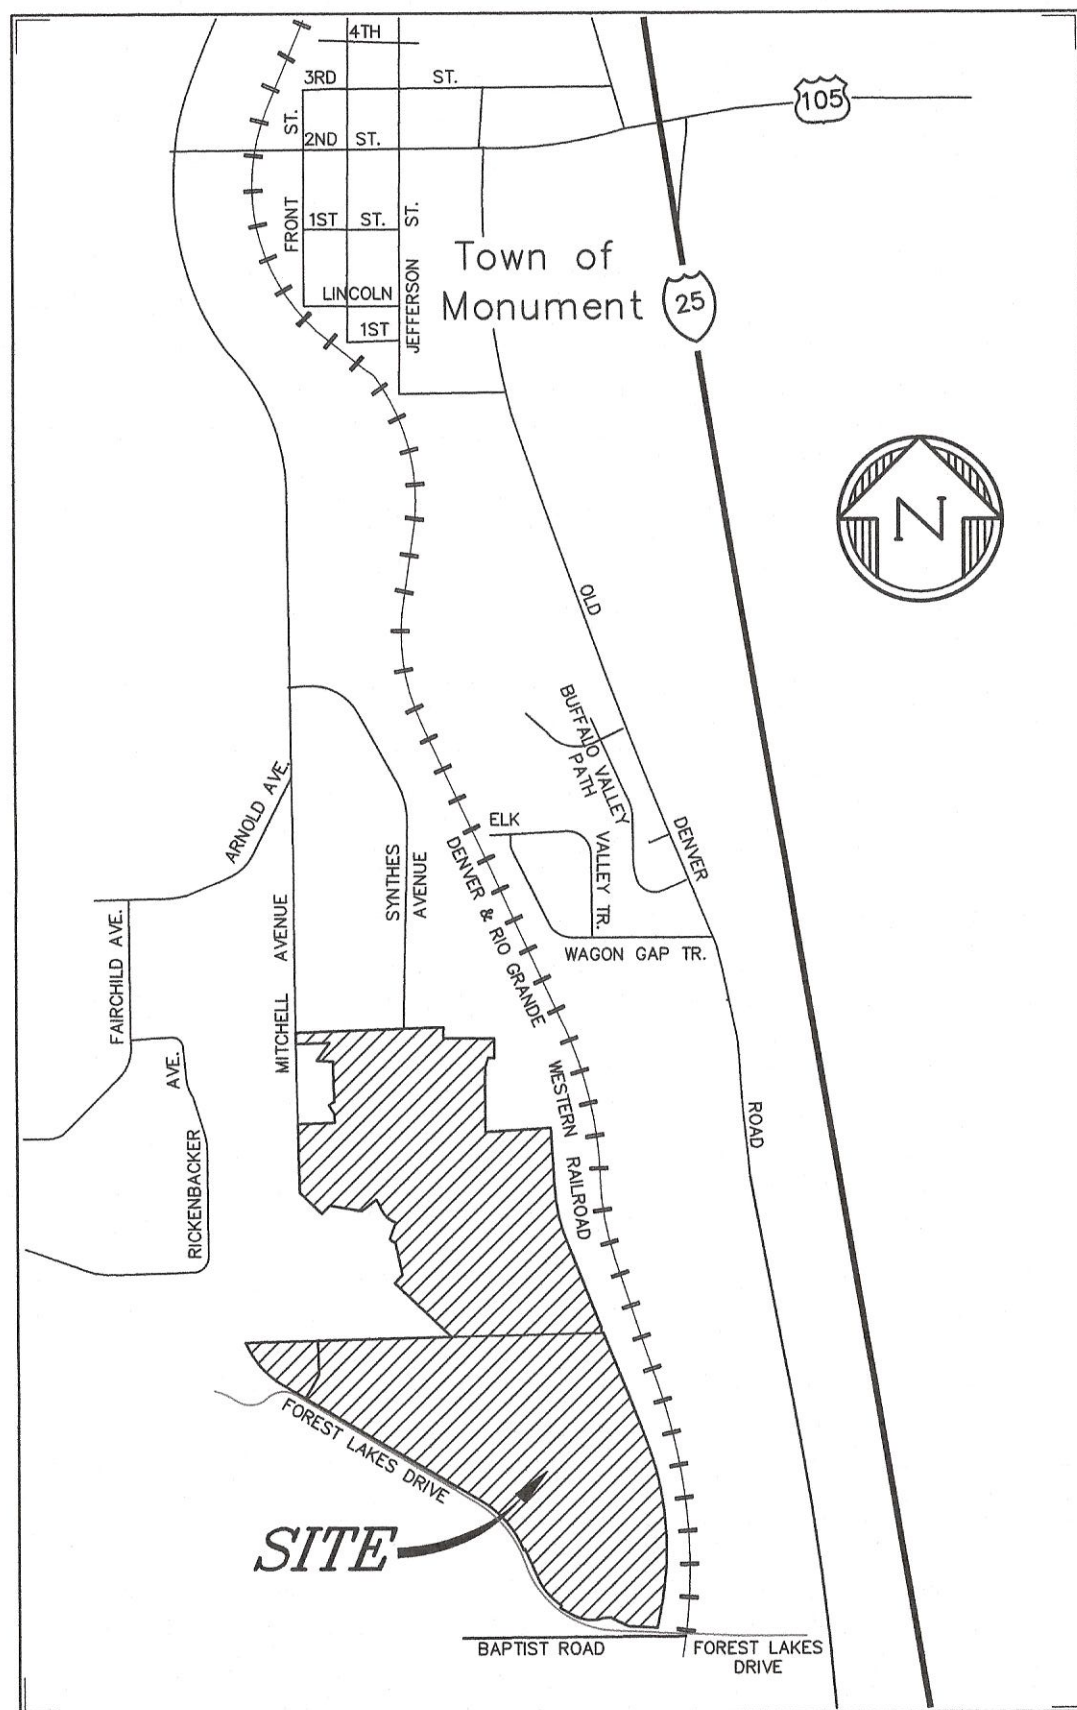 4TH
3RD ST.
105
ST.
2ND ST.
FRONT
1ST ST.
ST.
JEFFERSON
Town of
Monument
25
LINCOLN
1ST
N
OLD
BUFFALO VALLEY
PATH
ARNOLD AVE.
ELK
VALLEY TR.
DENVER
SYNTHES
AVENUE
DENVER & RIO GRANDE
WAGON GAP TR.
FAIRCHILD AVE.
MITCHELL AVENUE
AVE.
RICKENBACKER
WESTERN RAILROAD
ROAD
FOREST LAKES DRIVE
SITE
BAPTIST ROAD
FOREST LAKES
DRIVE